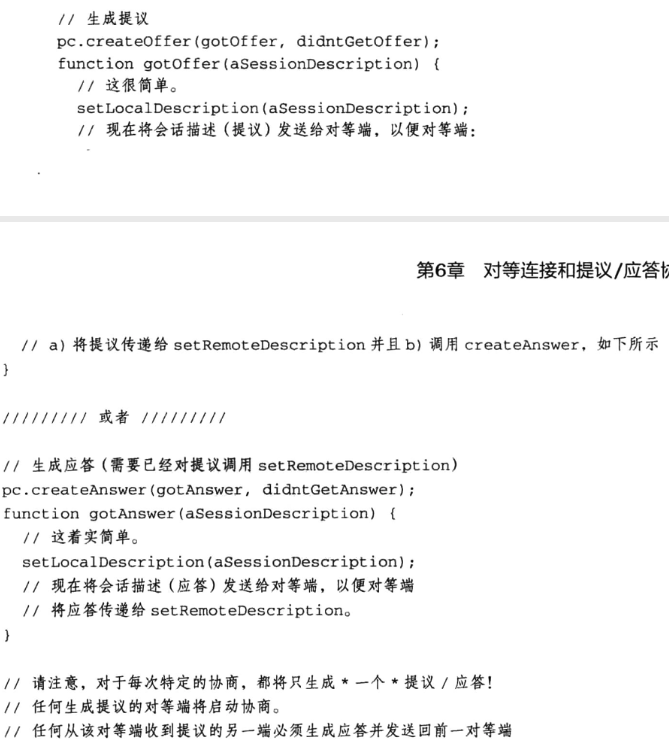 // 生成提议
pc.createOffer(gotOffer, didntGetOffer);
function gotOffer(aSessionDescription) {
// 这很简单。
setLocalDescription(aSessionDescription);
// 现在将会话描述（提议）发送给对等端，以便对等端：
第6章 对等连接和提议/应答协
// a) 将提议传递给 setRemoteDescription 并且 b) 调用 createAnswer，如下所示
}
///////// 或者 /////////
// 生成应答（需要已经对提议调用 setRemoteDescription）
pc.createAnswer(gotAnswer, didntGetAnswer);
function gotAnswer(aSessionDescription) {
// 这着实简单。
setLocalDescription(aSessionDescription);
// 现在将会话描述（应答）发送给对等端，以便对等端
// 将应答传递给 setRemoteDescription。
}
// 请注意，对于每次特定的协商，都将只生成 * 一个 * 提议 / 应答！
// 任何生成提议的对等端将启动协商。
// 任何从该对等端收到提议的另一端必须生成应答并发送回前一对等端